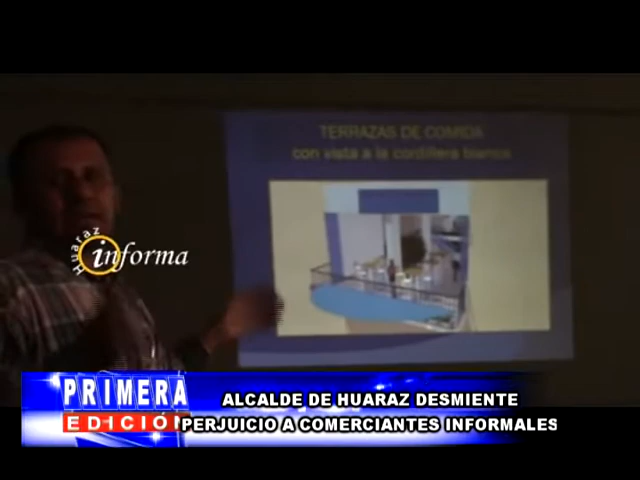 TERRAZAS DE COMIDA
con vista a la cordillera blanca
Huaraz
informa
PRIMERA
EDICIÓN
ALCALDE DE HUARAZ DESMIENTE
PERJUICIO A COMERCIANTES INFORMALES